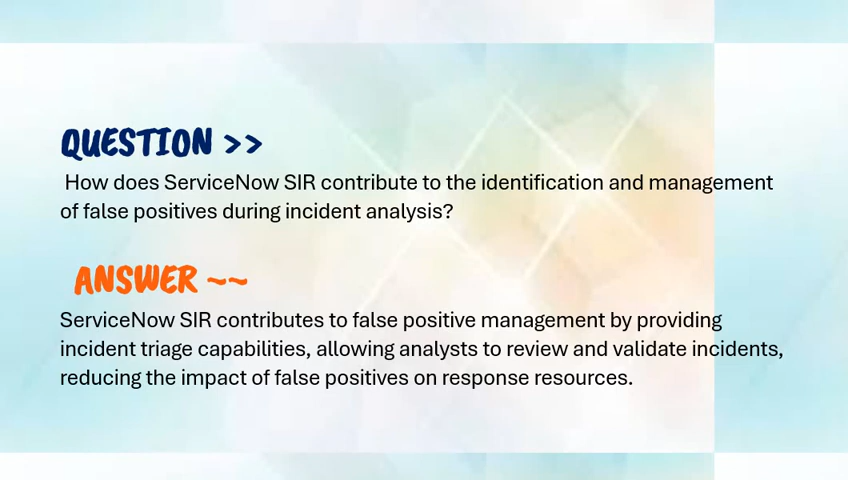 QUESTION >>
How does ServiceNow SIR contribute to the identification and management
of false positives during incident analysis?
ANSWER ~~
ServiceNow SIR contributes to false positive management by providing
incident triage capabilities, allowing analysts to review and validate incidents,
reducing the impact of false positives on response resources.